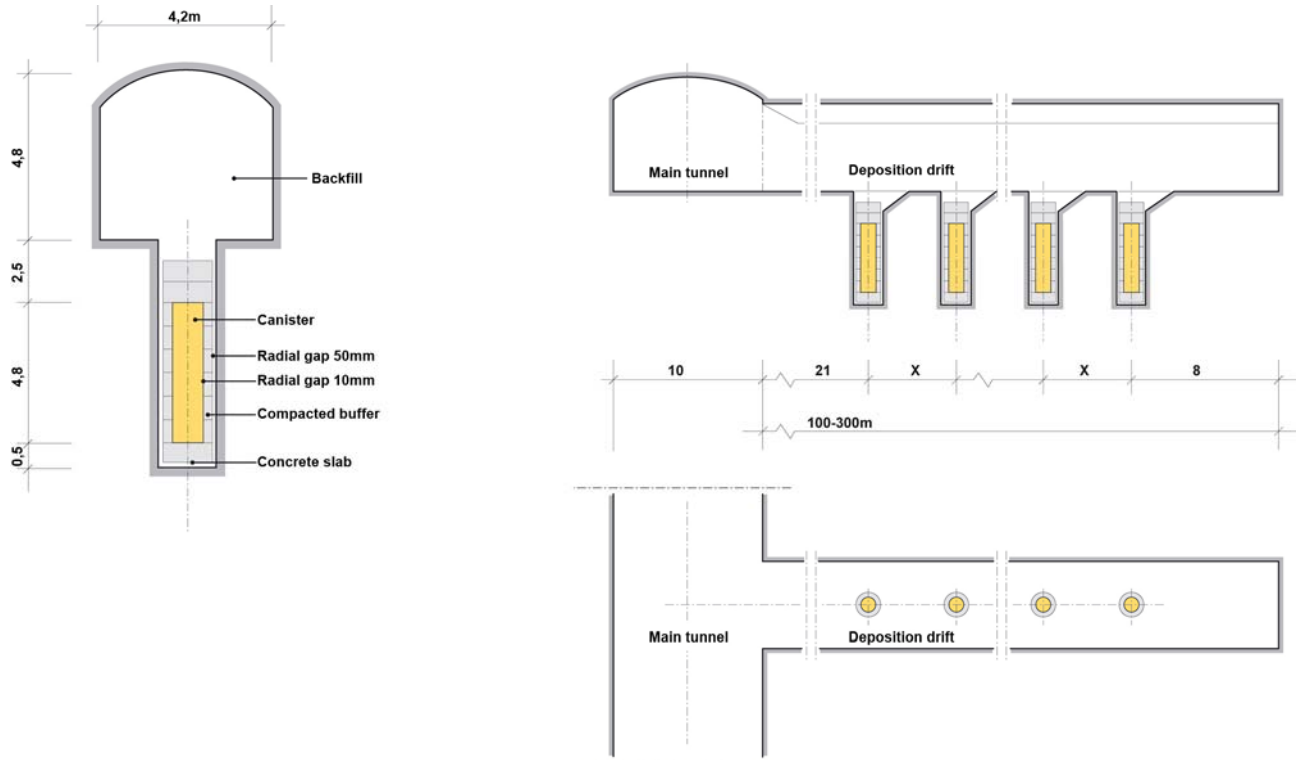 4,2m
4,8
Backfill
2,5
Canister
Radial gap 50mm
4,8
Radial gap 10mm
Compacted buffer
0,5
Concrete slab
Main tunnel
Deposition drift
10
21
X
X
8
100-300m
Main tunnel
Deposition drift